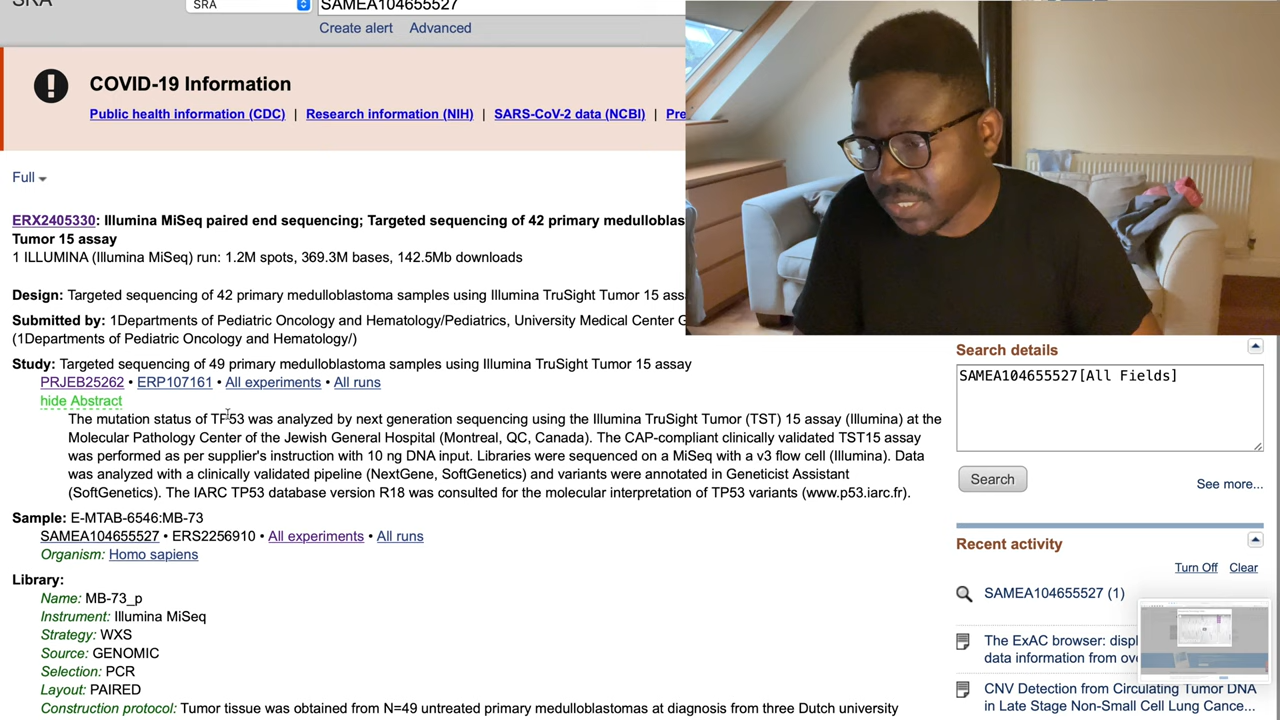 SRA
SRA
SAMEA104655527
Create alert
Advanced
COVID-19 Information
Public health information (CDC) | Research information (NIH) | SARS-CoV-2 data (NCBI) | Pre
Full
ERX2405330: Illumina MiSeq paired end sequencing; Targeted sequencing of 42 primary medulloblas
Tumor 15 assay
1 ILLUMINA (Illumina MiSeq) run: 1.2M spots, 369.3M bases, 142.5Mb downloads
Design: Targeted sequencing of 42 primary medulloblastoma samples using Illumina TruSight Tumor 15 ass
Submitted by: 1Departments of Pediatric Oncology and Hematology/Pediatrics, University Medical Center G
(1Departments of Pediatric Oncology and Hematology/)
Study: Targeted sequencing of 49 primary medulloblastoma samples using Illumina TruSight Tumor 15 assay
PRJEB25262 • ERP107161 • All experiments • All runs
hide Abstract
The mutation status of TP53 was analyzed by next generation sequencing using the Illumina TruSight Tumor (TST) 15 assay (Illumina) at the
Molecular Pathology Center of the Jewish General Hospital (Montreal, QC, Canada). The CAP-compliant clinically validated TST15 assay
was performed as per supplier's instruction with 10 ng DNA input. Libraries were sequenced on a MiSeq with a v3 flow cell (Illumina). Data
was analyzed with a clinically validated pipeline (NextGene, SoftGenetics) and variants were annotated in Geneticist Assistant
(SoftGenetics). The IARC TP53 database version R18 was consulted for the molecular interpretation of TP53 variants (www.p53.iarc.fr).
Sample: E-MTAB-6546:MB-73
SAMEA104655527 • ERS2256910 • All experiments • All runs
Organism: Homo sapiens
Library:
Name: MB-73_p
Instrument: Illumina MiSeq
Strategy: WXS
Source: GENOMIC
Selection: PCR
Layout: PAIRED
Construction protocol: Tumor tissue was obtained from N=49 untreated primary medulloblastomas at diagnosis from three Dutch university
Search details
SAMEA104655527[All Fields]
Search
See more...
Recent activity
Turn Off
Clear
SAMEA104655527 (1)
The ExAC browser: displ
data information from ov
CNV Detection from Circulating Tumor DNA
in Late Stage Non-Small Cell Lung Cance...